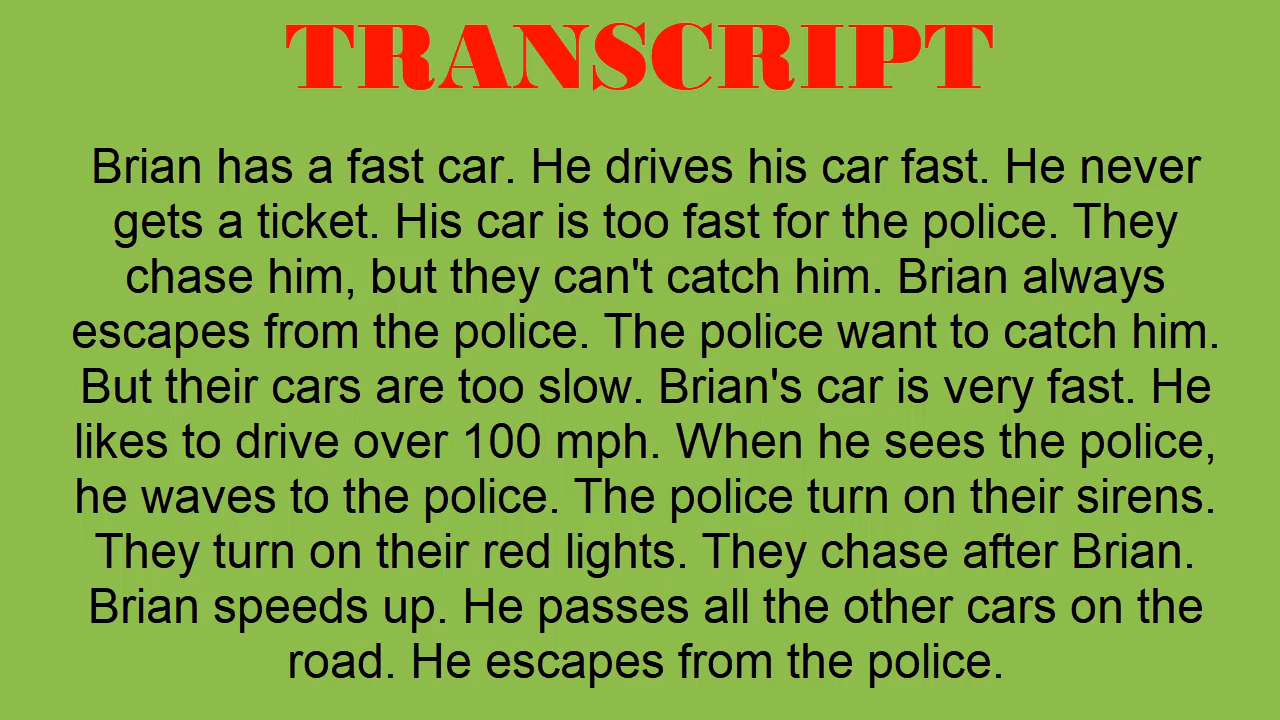 TRANSCRIPT
Brian has a fast car. He drives his car fast. He never
gets a ticket. His car is too fast for the police. They
chase him, but they can't catch him. Brian always
escapes from the police. The police want to catch him.
But their cars are too slow. Brian's car is very fast. He
likes to drive over 100 mph. When he sees the police,
he waves to the police. The police turn on their sirens.
They turn on their red lights. They chase after Brian.
Brian speeds up. He passes all the other cars on the
road. He escapes from the police.